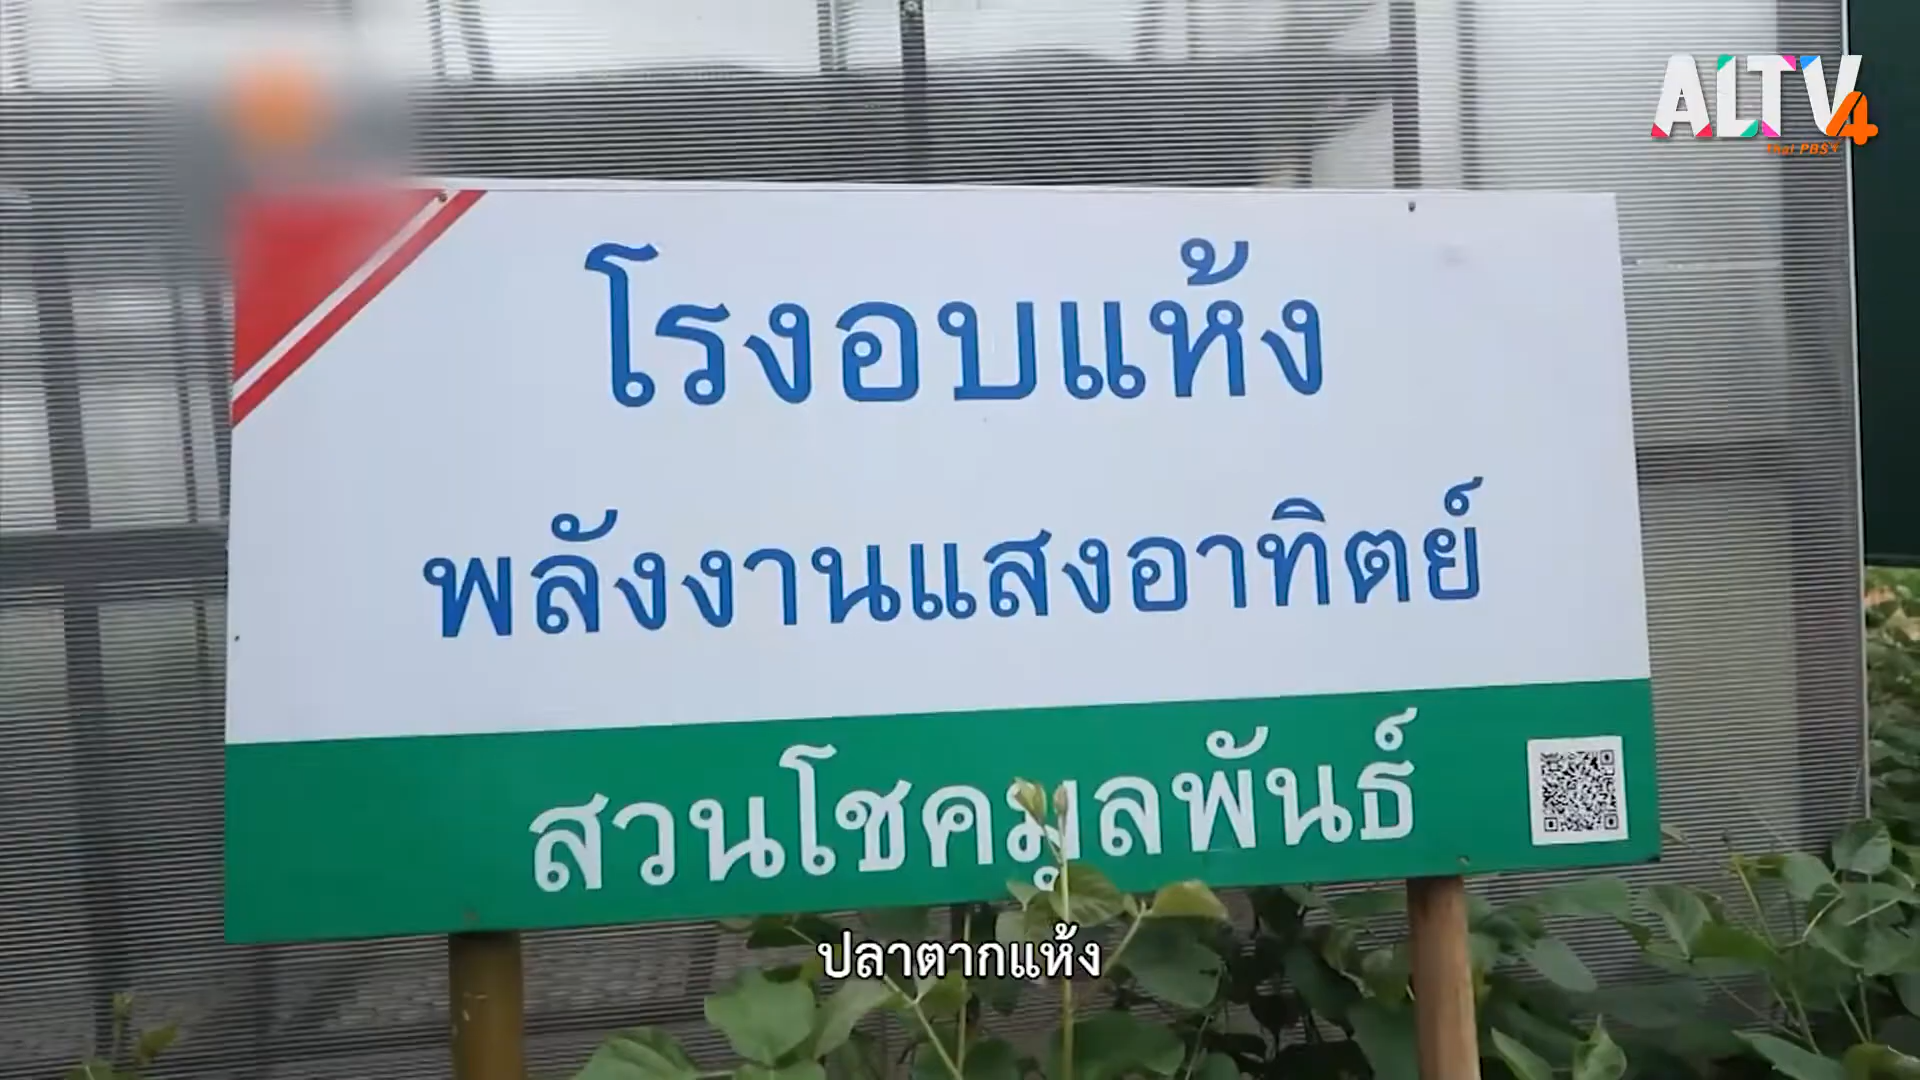 ALTV4
Thai PBS
โรงอบแห้ง
พลังงานแสงอาทิตย์
สวนโชคมูลพันธ์
ปลาตากแห้ง